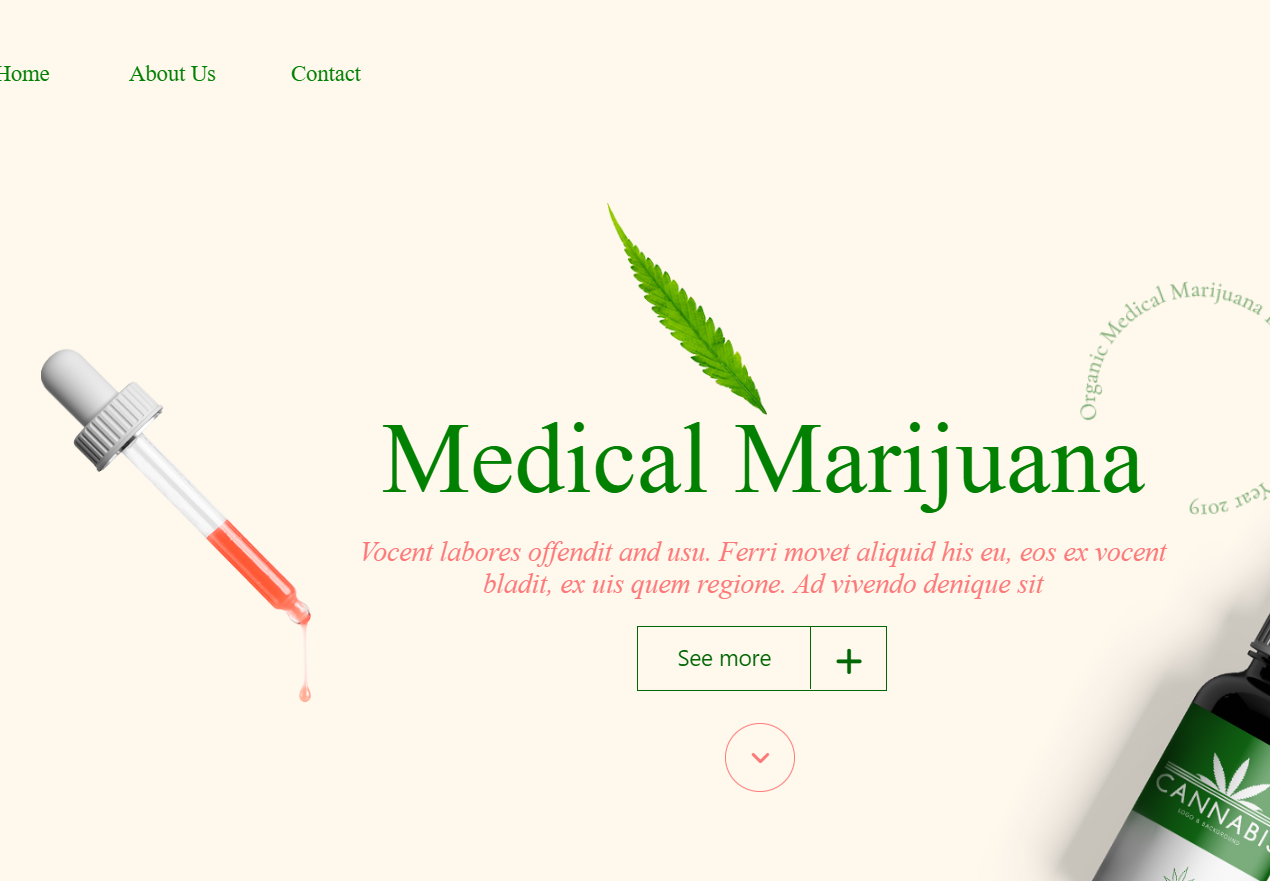 Home About Us Contact
Organic Medical Marijuana
Year 2019
Medical Marijuana
Vocent labores offendit and usu. Ferri movet aliquid his eu, eos ex vocent
bladit, ex uis quem regione. Ad vivendo denique sit
See more
CANNABIS
LOGO & BACKGROUND